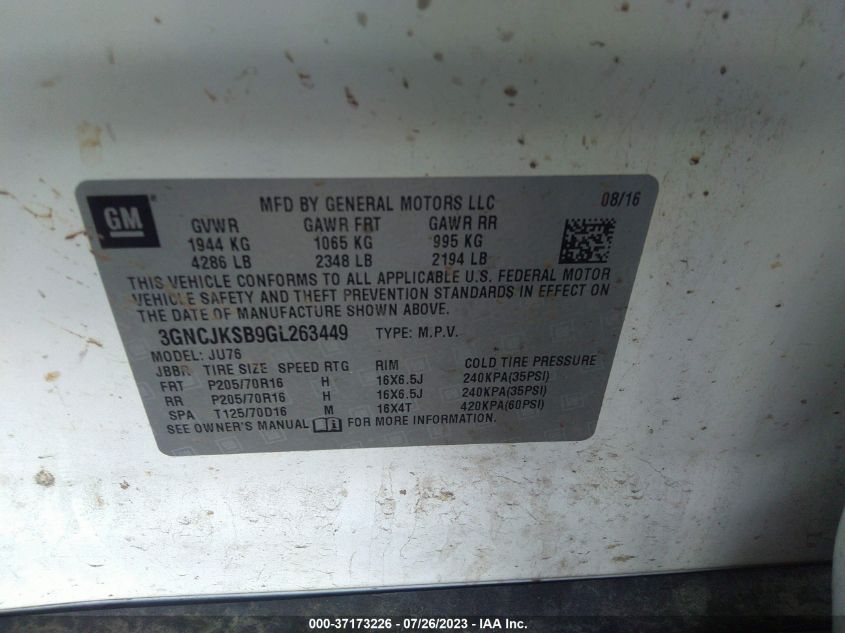 GM
MFD BY GENERAL MOTORS LLC 08/16
GVWR GAWR FRT GAWR RR
1944 KG 1065 KG 995 KG
4286 LB 2348 LB 2194 LB
THIS VEHICLE CONFORMS TO ALL APPLICABLE U.S. FEDERAL MOTOR
VEHICLE SAFETY AND THEFT PREVENTION STANDARDS IN EFFECT ON
THE DATE OF MANUFACTURE SHOWN ABOVE.
3GNCJKSB9GL263449 TYPE: M.P.V.
MODEL: JU76
JBBR TIRE SIZE SPEED RTG RIM COLD TIRE PRESSURE
FRT P205/70R16 H 16X6.5J 240KPA(35PSI)
RR P205/70R16 H 16X6.5J 240KPA(35PSI)
SPA T125/70D16 M 16X4T 420KPA(60PSI)
SEE OWNER'S MANUAL FOR MORE INFORMATION.
000-37173226 - 07/26/2023 - IAA Inc.